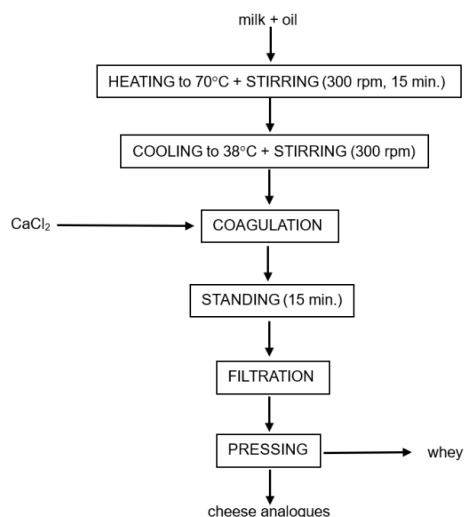 milk + oil
HEATING to 70°C + STIRRING (300 rpm, 15 min.)
COOLING to 38°C + STIRRING (300 rpm)
CaCl₂
COAGULATION
STANDING (15 min.)
FILTRATION
PRESSING
whey
cheese analogues